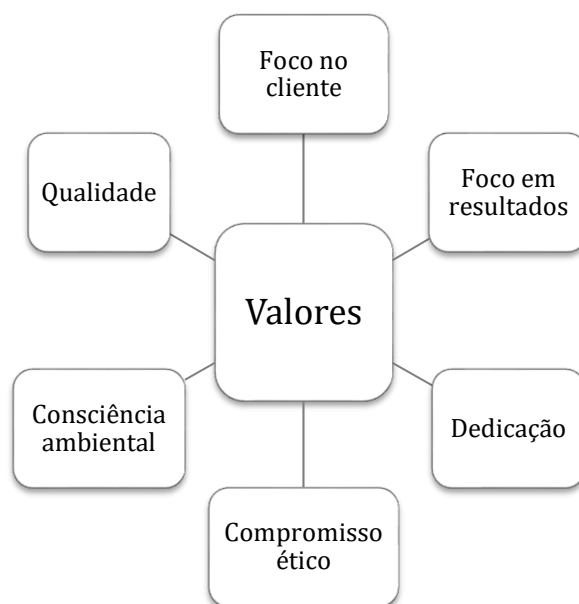 Foco no
cliente
Qualidade
Foco em
resultados
Valores
Consciência
ambiental
Dedicação
Compromisso
ético